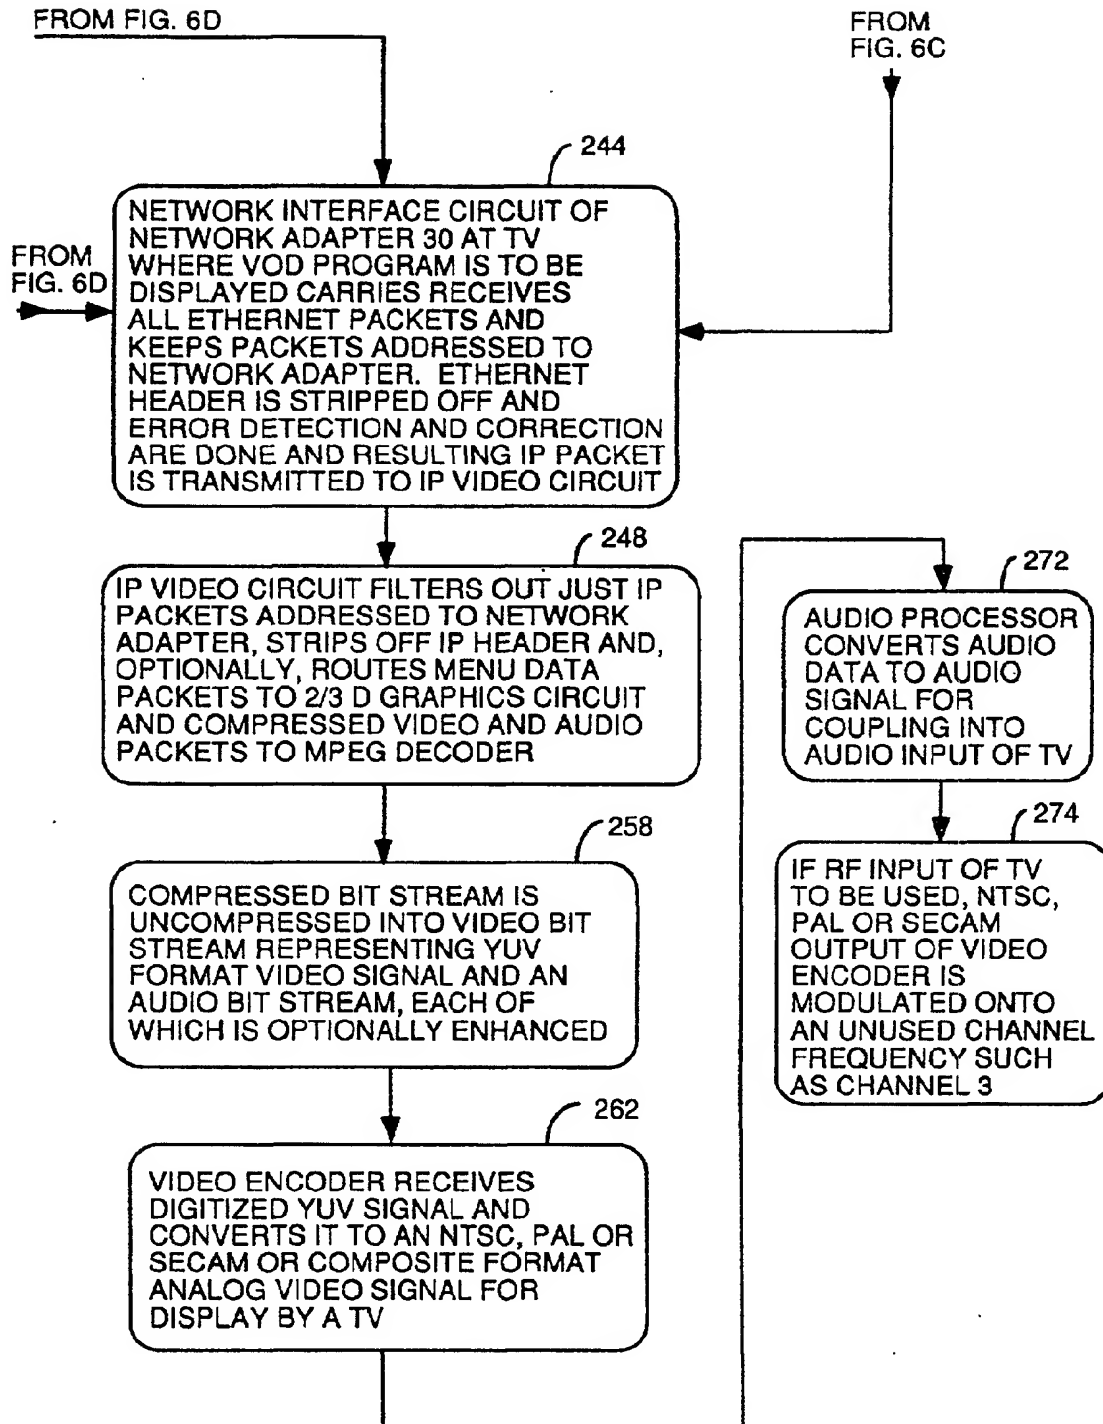 FROM FIG. 6D
FROM
FIG. 6C
244
NETWORK INTERFACE CIRCUIT OF
NETWORK ADAPTER 30 AT TV
WHERE VOD PROGRAM IS TO BE
DISPLAYED CARRIES RECEIVES
ALL ETHERNET PACKETS AND
KEEPS PACKETS ADDRESSED TO
NETWORK ADAPTER. ETHERNET
HEADER IS STRIPPED OFF AND
ERROR DETECTION AND CORRECTION
ARE DONE AND RESULTING IP PACKET
IS TRANSMITTED TO IP VIDEO CIRCUIT
FROM
FIG. 6D
248
IP VIDEO CIRCUIT FILTERS OUT JUST IP
PACKETS ADDRESSED TO NETWORK
ADAPTER, STRIPS OFF IP HEADER AND,
OPTIONALLY, ROUTES MENU DATA
PACKETS TO 2/3 D GRAPHICS CIRCUIT
AND COMPRESSED VIDEO AND AUDIO
PACKETS TO MPEG DECODER
258
COMPRESSED BIT STREAM IS
UNCOMPRESSED INTO VIDEO BIT
STREAM REPRESENTING YUV
FORMAT VIDEO SIGNAL AND AN
AUDIO BIT STREAM, EACH OF
WHICH IS OPTIONALLY ENHANCED
262
VIDEO ENCODER RECEIVES
DIGITIZED YUV SIGNAL AND
CONVERTS IT TO AN NTSC, PAL OR
SECAM OR COMPOSITE FORMAT
ANALOG VIDEO SIGNAL FOR
DISPLAY BY A TV
272
AUDIO PROCESSOR
CONVERTS AUDIO
DATA TO AUDIO
SIGNAL FOR
COUPLING INTO
AUDIO INPUT OF TV
274
IF RF INPUT OF TV
TO BE USED, NTSC,
PAL OR SECAM
OUTPUT OF VIDEO
ENCODER IS
MODULATED ONTO
AN UNUSED CHANNEL
FREQUENCY SUCH
AS CHANNEL 3